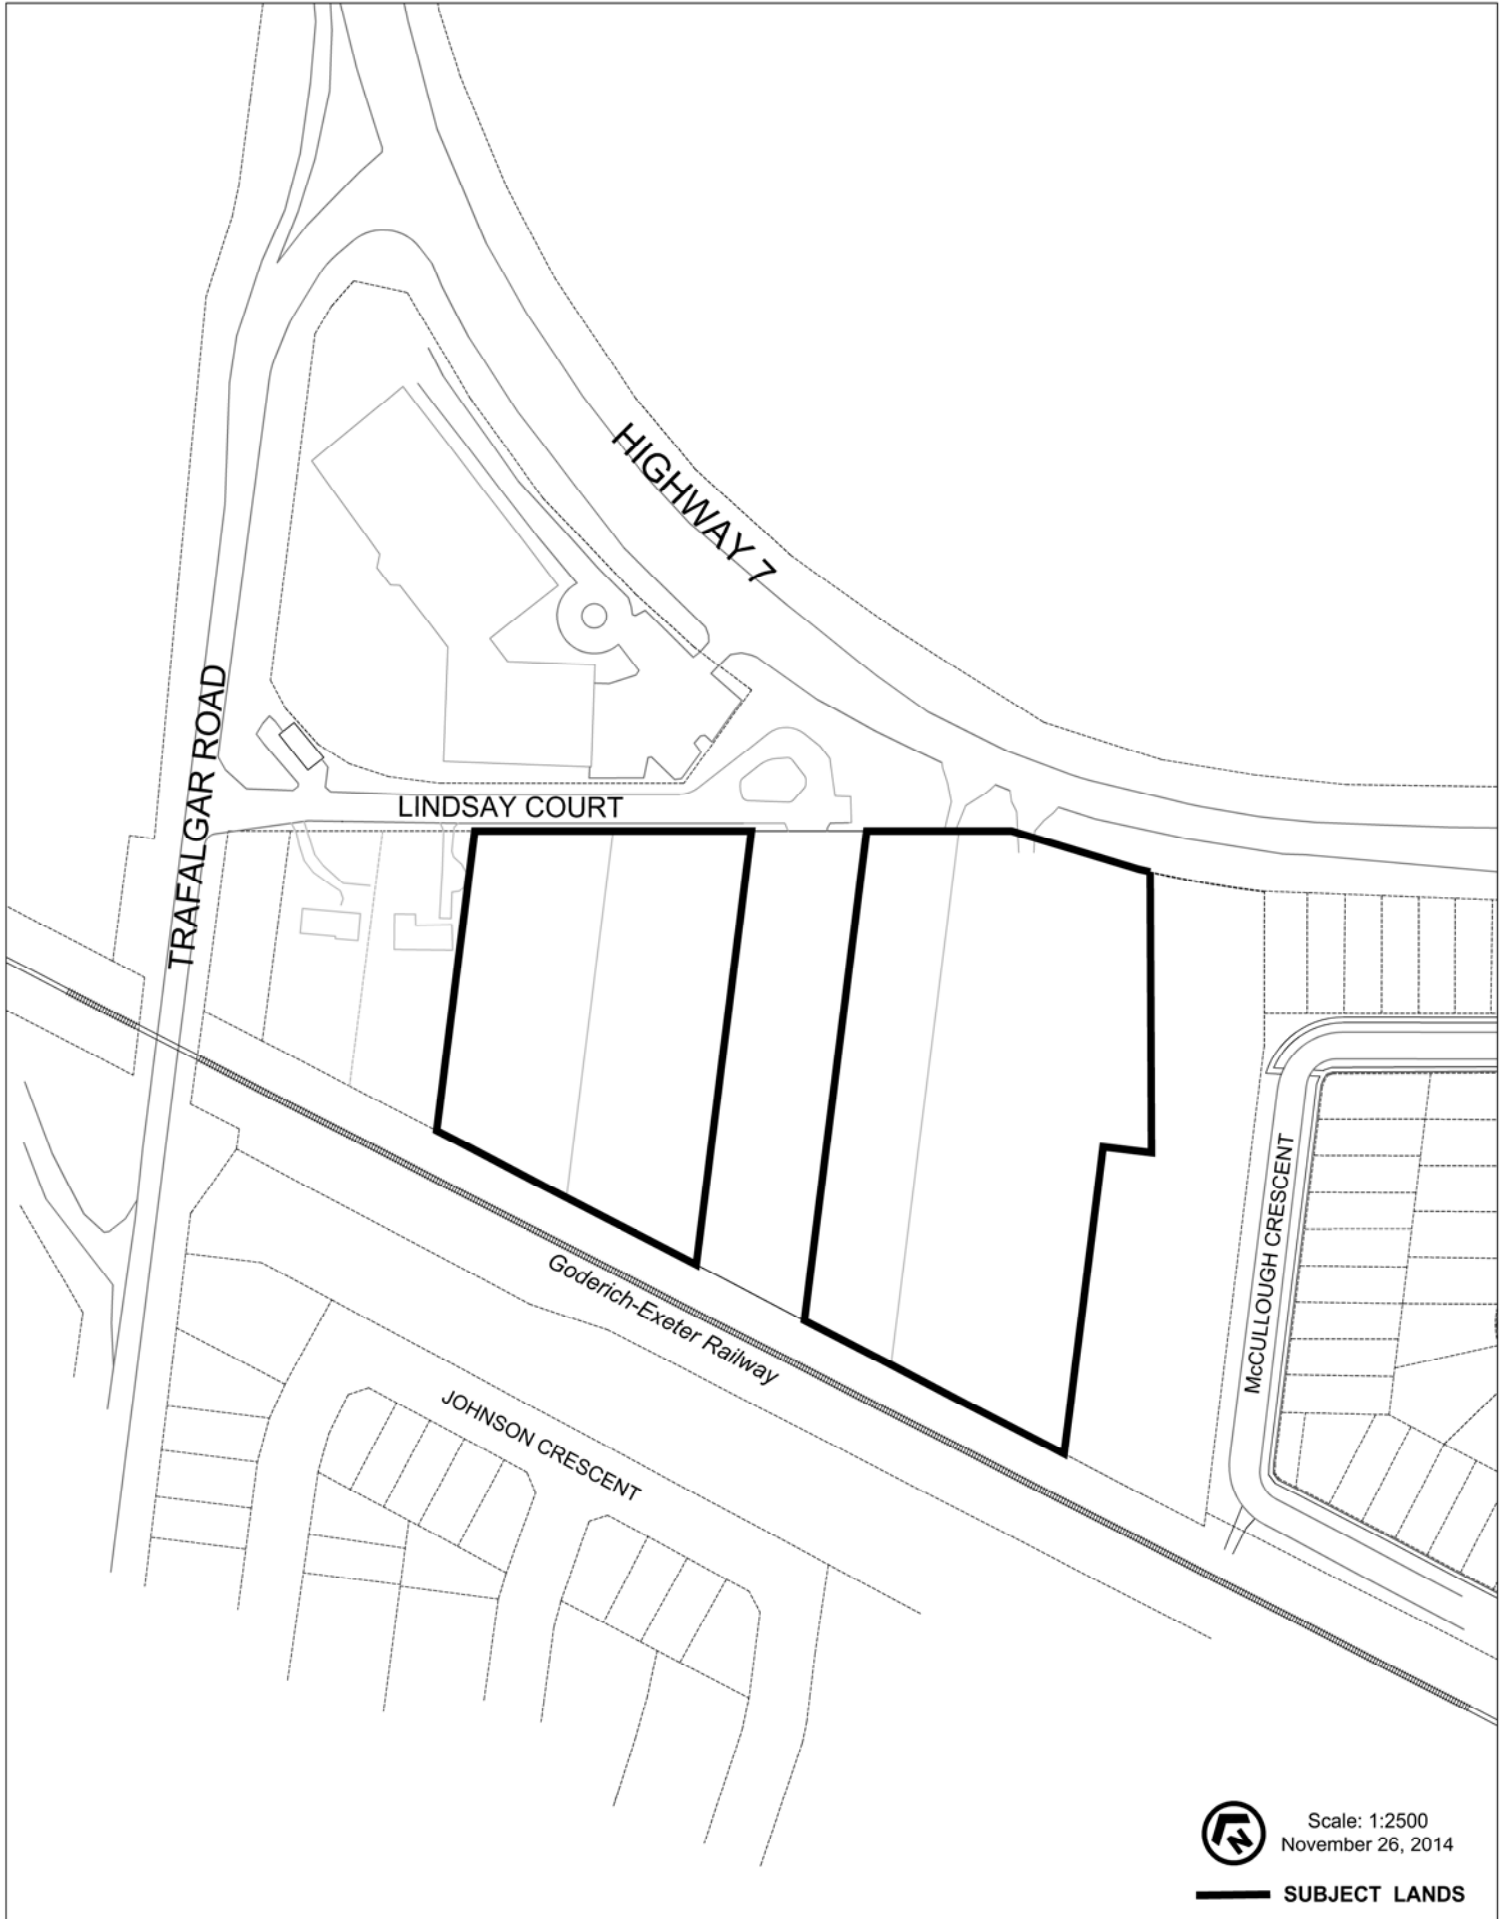 HIGHWAY 7
TRAFALGAR ROAD
LINDSAY COURT
McCULLOUGH CRESCENT
Goderich-Exeter Railway
JOHNSON CRESCENT
N
Scale: 1:2500
November 26, 2014
SUBJECT LANDS